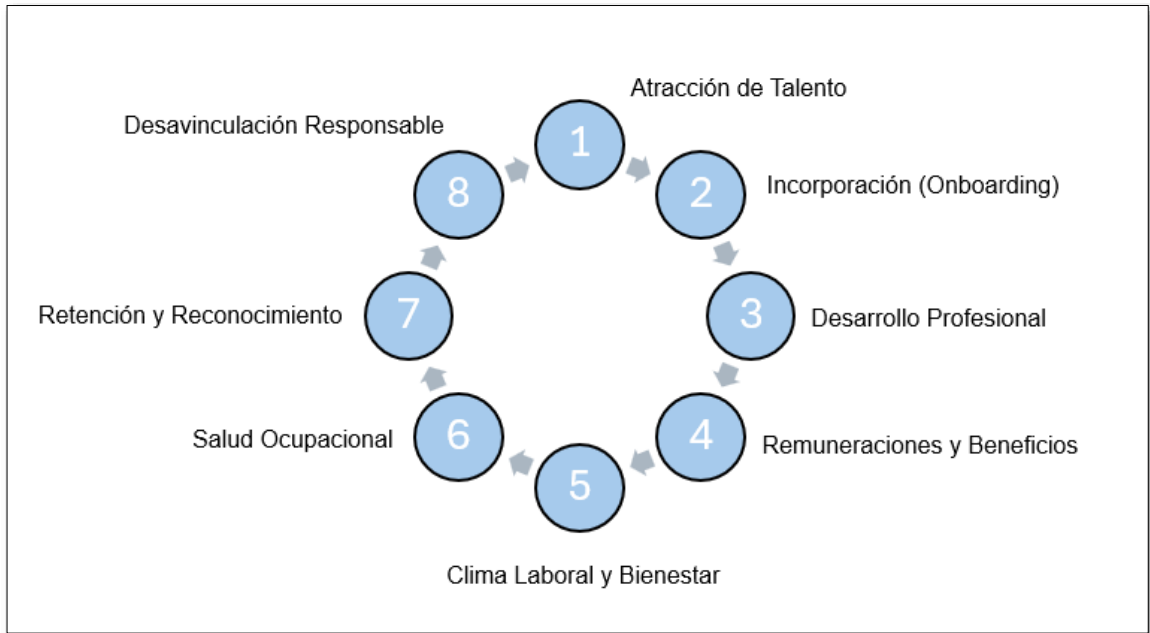 1
Atracción de Talento
2
Incorporación (Onboarding)
3
Desarrollo Profesional
4
Remuneraciones y Beneficios
5
Clima Laboral y Bienestar
6
Salud Ocupacional
7
Retención y Reconocimiento
8
Desavinculación Responsable